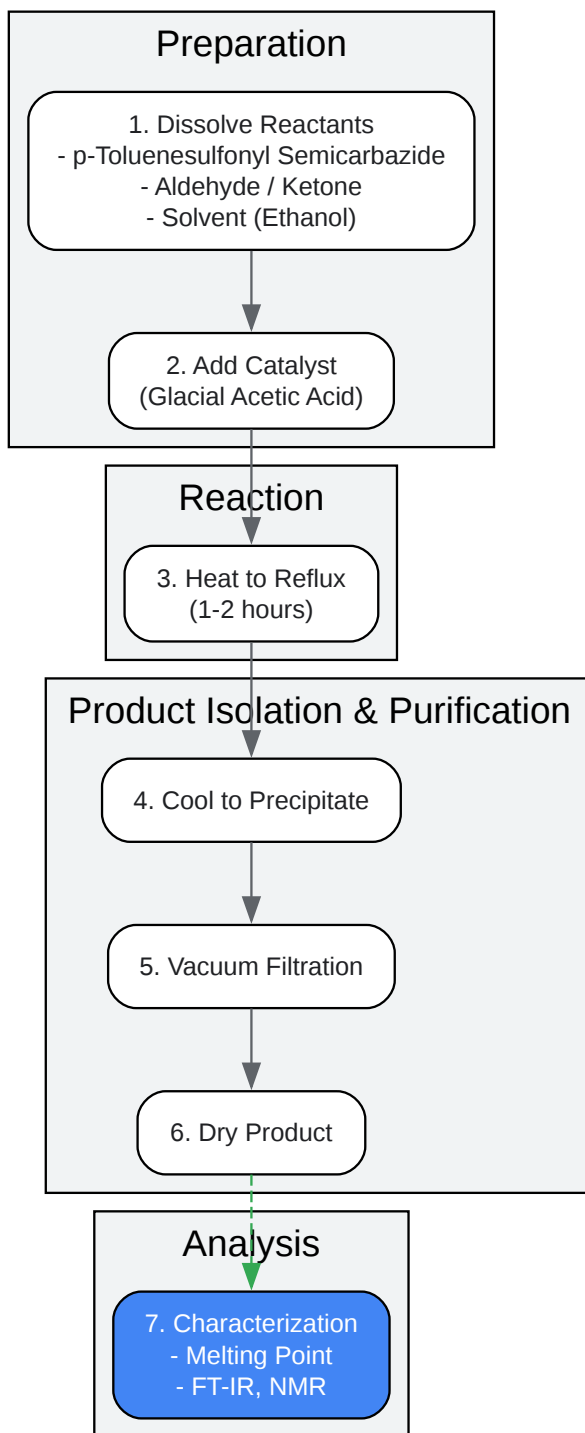 Preparation
1. Dissolve Reactants
- p-Toluenesulfonyl Semicarbazide
- Aldehyde / Ketone
- Solvent (Ethanol)
2. Add Catalyst
(Glacial Acetic Acid)
Reaction
3. Heat to Reflux
(1-2 hours)
Product Isolation & Purification
4. Cool to Precipitate
5. Vacuum Filtration
6. Dry Product
Analysis
7. Characterization
- Melting Point
- FT-IR, NMR